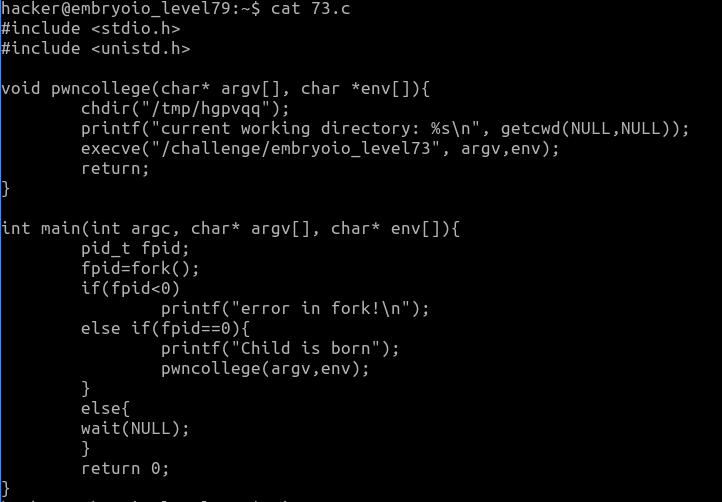 hacker@embryoio_level79:~$ cat 73.c
#include <stdio.h>
#include <unistd.h>

void pwncollege(char* argv[], char *env[]){
        chdir("/tmp/hgpvqq");
        printf("current working directory: %s\n", getcwd(NULL,NULL));
        execve("/challenge/embryoio_level73", argv,env);
        return;
}

int main(int argc, char* argv[], char* env[]){
        pid_t fpid;
        fpid=fork();
        if(fpid<0)
                printf("error in fork!\n");
        else if(fpid==0){
                printf("Child is born");
                pwncollege(argv,env);
        }
        else{
        wait(NULL);
        }
        return 0;
}